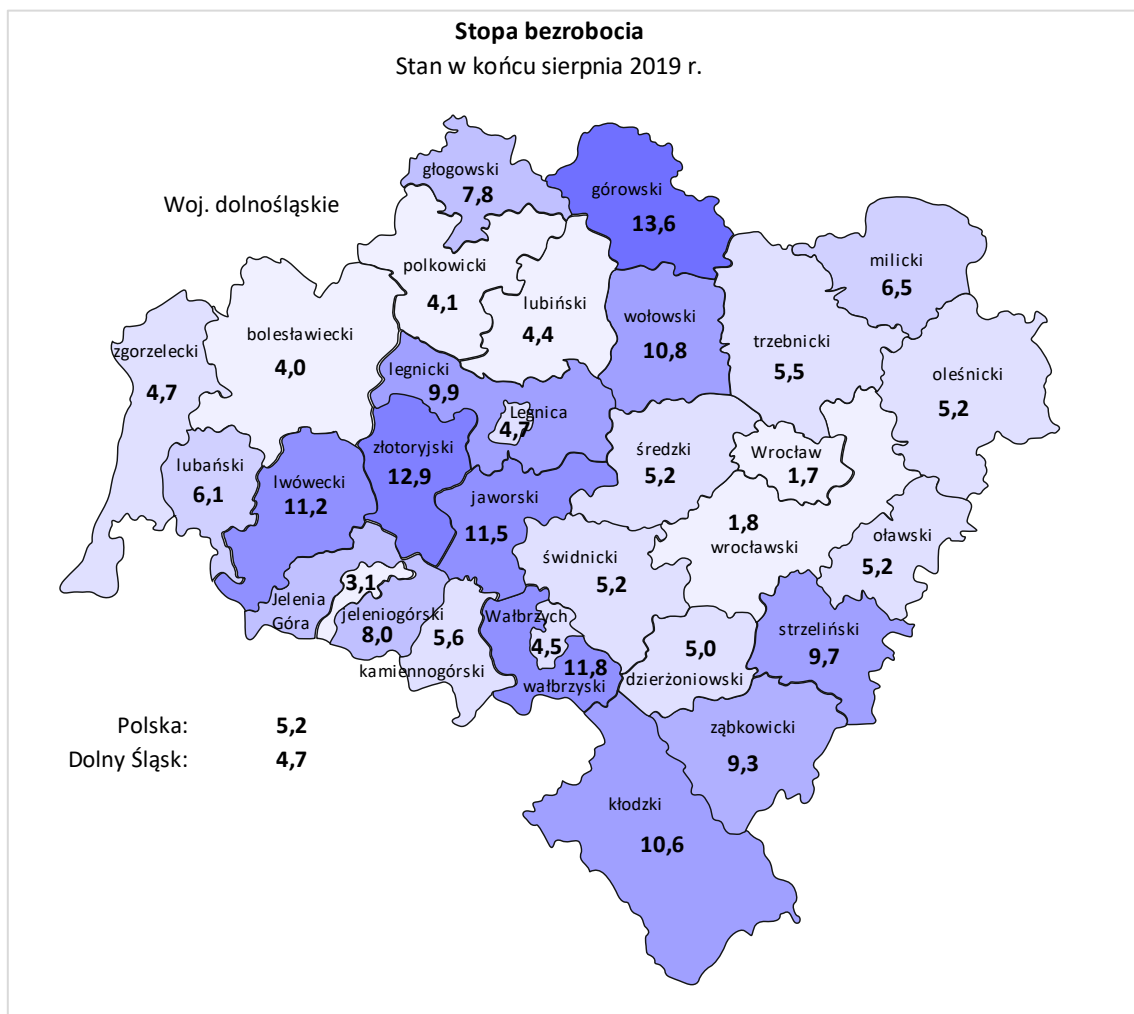 Stopa bezrobocia
Stan w końcu sierpnia 2019 r.
Woj. dolnośląskie
głogowski
7,8
górowski
13,6
milicki
6,5
polkowicki
4,1
lubiński
4,4
wołowski
10,8
trzebnicki
5,5
oleśnicki
5,2
zgorzelecki
4,7
bolesławiecki
4,0
legnicki
9,9
Legnica
4,7
lubański
6,1
lwówecki
11,2
złotoryjski
12,9
jaworski
11,5
średzki
5,2
Wrocław
1,7
1,8
wrocławski
oławski
5,2
świdnicki
5,2
Jelenia
Góra
3,1
jeleniogórski
8,0
5,6
kamiennogórski
Wałbrzych
4,5
11,8
wałbrzyski
5,0
dzierżoniowski
strzeliński
9,7
ząbkowicki
9,3
kłodzki
10,6
Polska: 5,2
Dolny Śląsk: 4,7